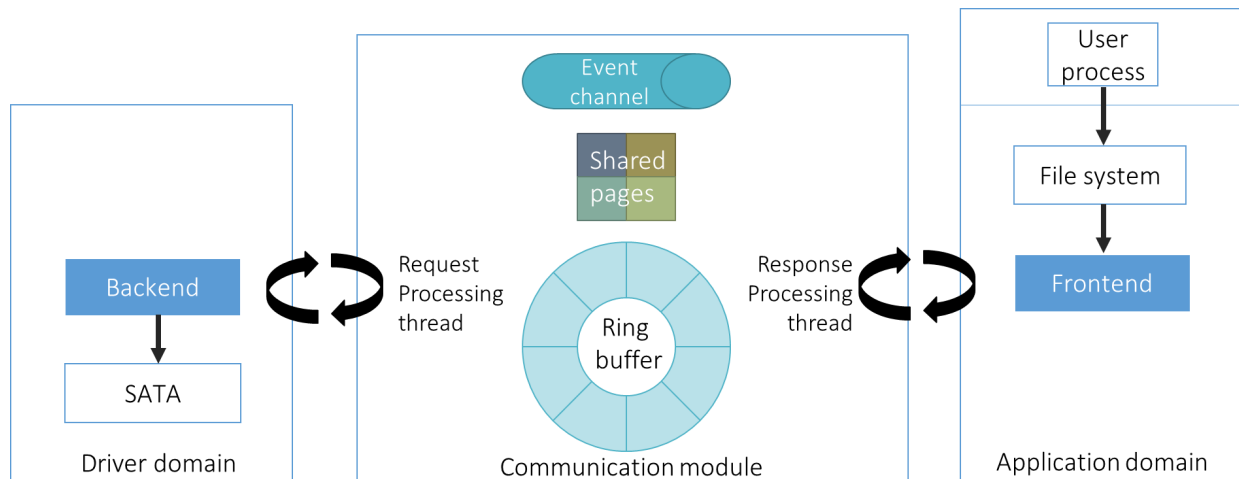 Event
channel
Shared
pages
Request
Processing
thread
Response
Processing
thread
Ring
buffer
Communication module
Backend
SATA
Driver domain
User
process
File system
Frontend
Application domain